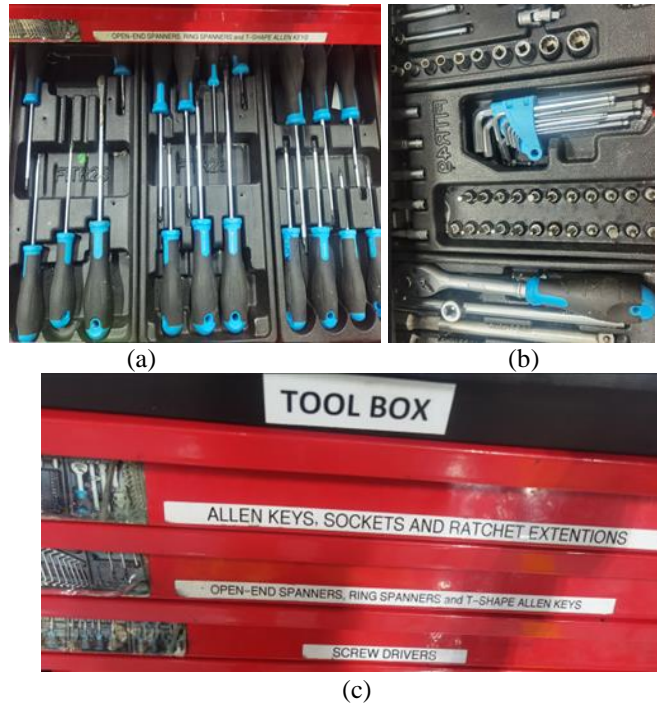 OPEN-END SPANNERS, RING SPANNERS and T-SHAPE ALLEN KEYS
(a)
(b)
TOOL BOX
ALLEN KEYS, SOCKETS AND RATCHET EXTENTIONS
OPEN-END SPANNERS, RING SPANNERS and T-SHAPE ALLEN KEYS
SCREW DRIVERS
(c)